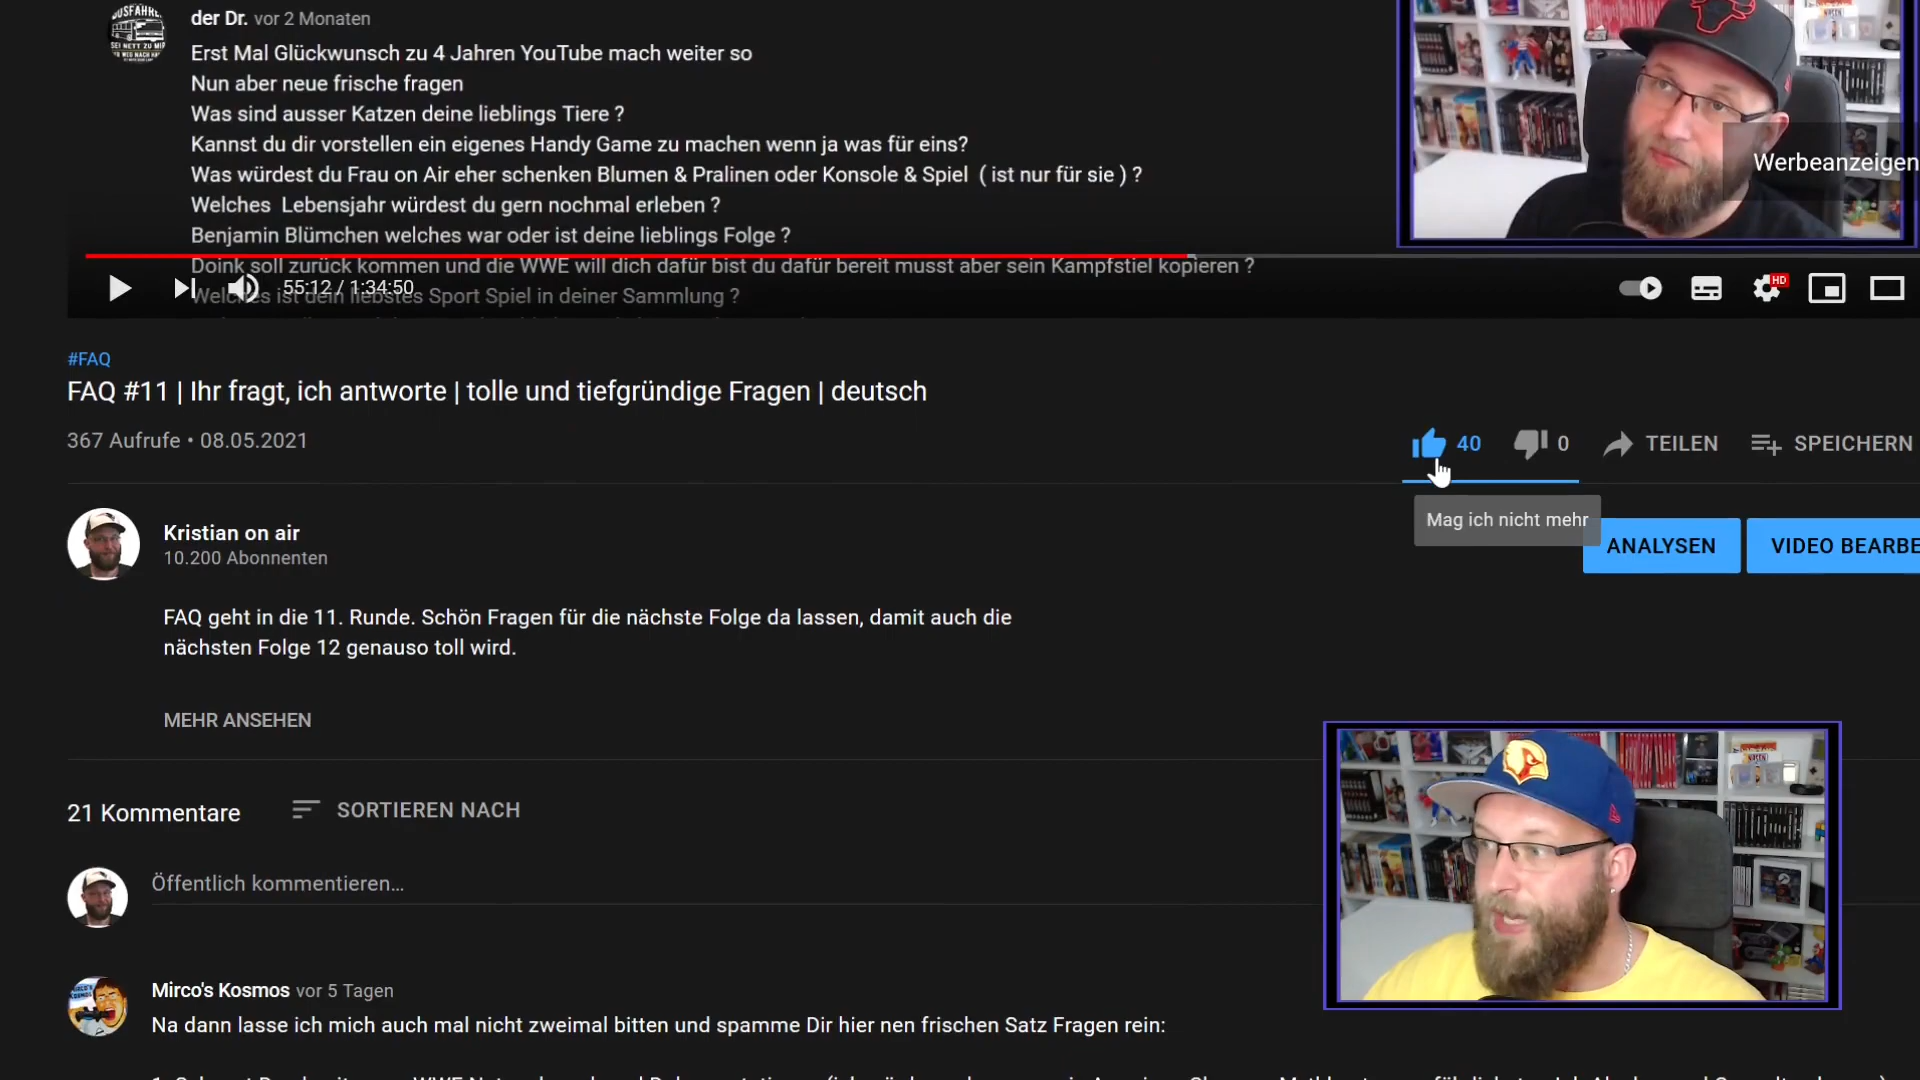 der Dr. vor 2 Monaten
Erst Mal Glückwunsch zu 4 Jahren YouTube mach weiter so
Nun aber neue frische fragen
Was sind ausser Katzen deine lieblings Tiere ?
Kannst du dir vorstellen ein eigenes Handy Game zu machen wenn ja was für eins?
Was würdest du Frau on Air eher schenken Blumen & Pralinen oder Konsole & Spiel ( ist nur für sie ) ?
Werbeanzeigen
Welches Lebensjahr würdest du gern nochmal erleben ?
Benjamin Blümchen welches war oder ist deine lieblings Folge ?
Doink soll zurück kommen und die WWE will dich dafür bist du dafür bereit musst aber sein Kampfstiel kopieren ?
Welches ist dein liebstes Sport Spiel in deiner Sammlung ?
55:12 / 1:34:50
HD
#FAQ
FAQ #11 | Ihr fragt, ich antworte | tolle und tiefgründige Fragen | deutsch
367 Aufrufe • 08.05.2021
40
0
TEILEN
SPEICHERN
Mag ich nicht mehr
Kristian on air
10.200 Abonnenten
ANALYSEN
VIDEO BEARBE
FAQ geht in die 11. Runde. Schön Fragen für die nächste Folge da lassen, damit auch die
nächsten Folge 12 genauso toll wird.
MEHR ANSEHEN
21 Kommentare
SORTIEREN NACH
Öffentlich kommentieren...
Mirco's Kosmos vor 5 Tagen
Na dann lasse ich mich auch mal nicht zweimal bitten und spamme Dir hier nen frischen Satz Fragen rein: